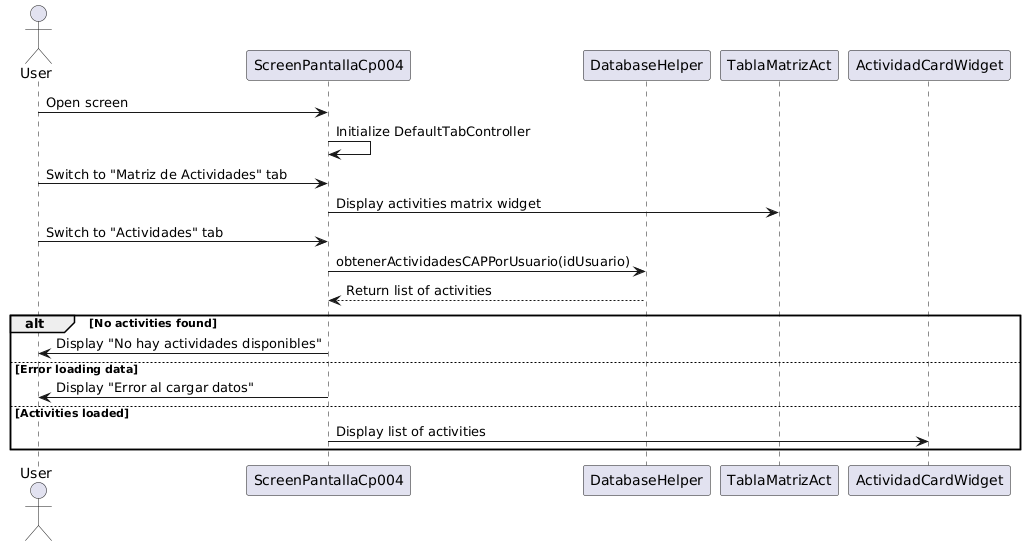 User
ScreenPantallaCp004
DatabaseHelper
TablaMatrizAct
ActividadCardWidget
Open screen
Initialize DefaultTabController
Switch to "Matriz de Actividades" tab
Display activities matrix widget
Switch to "Actividades" tab
obtenerActividadesCAPPorUsuario(idUsuario)
Return list of activities
alt
[No activities found]
Display "No hay actividades disponibles"
[Error loading data]
Display "Error al cargar datos"
[Activities loaded]
Display list of activities
User
ScreenPantallaCp004
DatabaseHelper
TablaMatrizAct
ActividadCardWidget